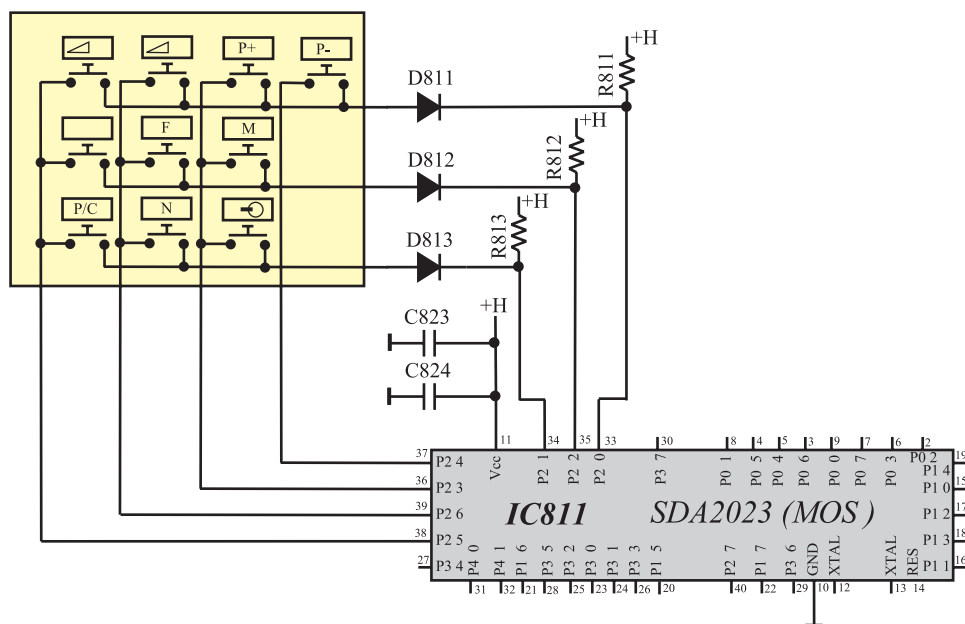 +H
R811
P+
P-
D811
+H
R812
F
M
D812
+H
R813
P/C
N
D813
+H
C823
C824
11
34
35
33
30
8
4
5
3
9
7
6
2
37
P2 4
Vcc
P2 1
P2 2
P2 0
P3 7
P0 1
P0 5
P0 4
P0 6
P0 0
P0 7
P0 3
P0 2
P1 4
19
36
P2 3
P1 0
15
39
P2 6
IC811
SDA2023 (MOS )
P1 2
17
38
P2 5
P1 3
18
27
P3 4
P4 0
P4 1
P1 6
P3 5
P3 2
P3 0
P3 1
P3 3
P1 5
P2 7
P1 7
P3 6
GND
XTAL
XTAL
RES
P1 1
16
31
32
21
28
25
23
24
26
20
40
22
29
10
12
13
14